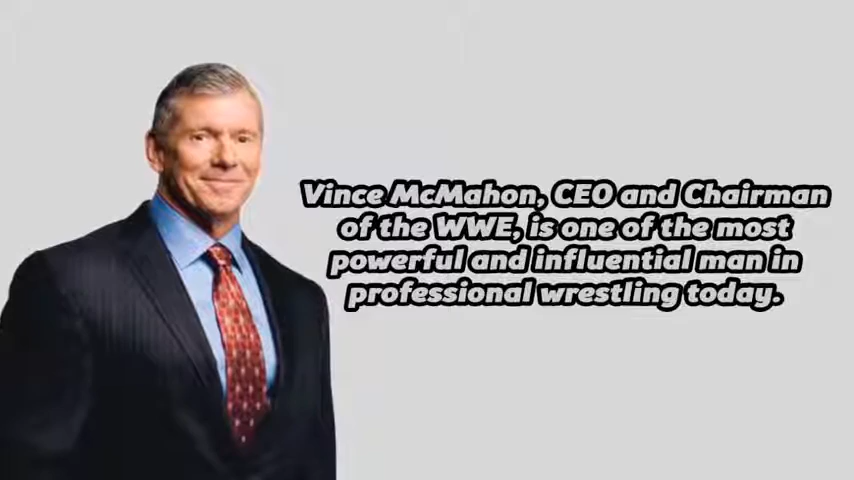 Vince McMahon, CEO and Chairman
of the WWE, is one of the most
powerful and influential man in
professional wrestling today.